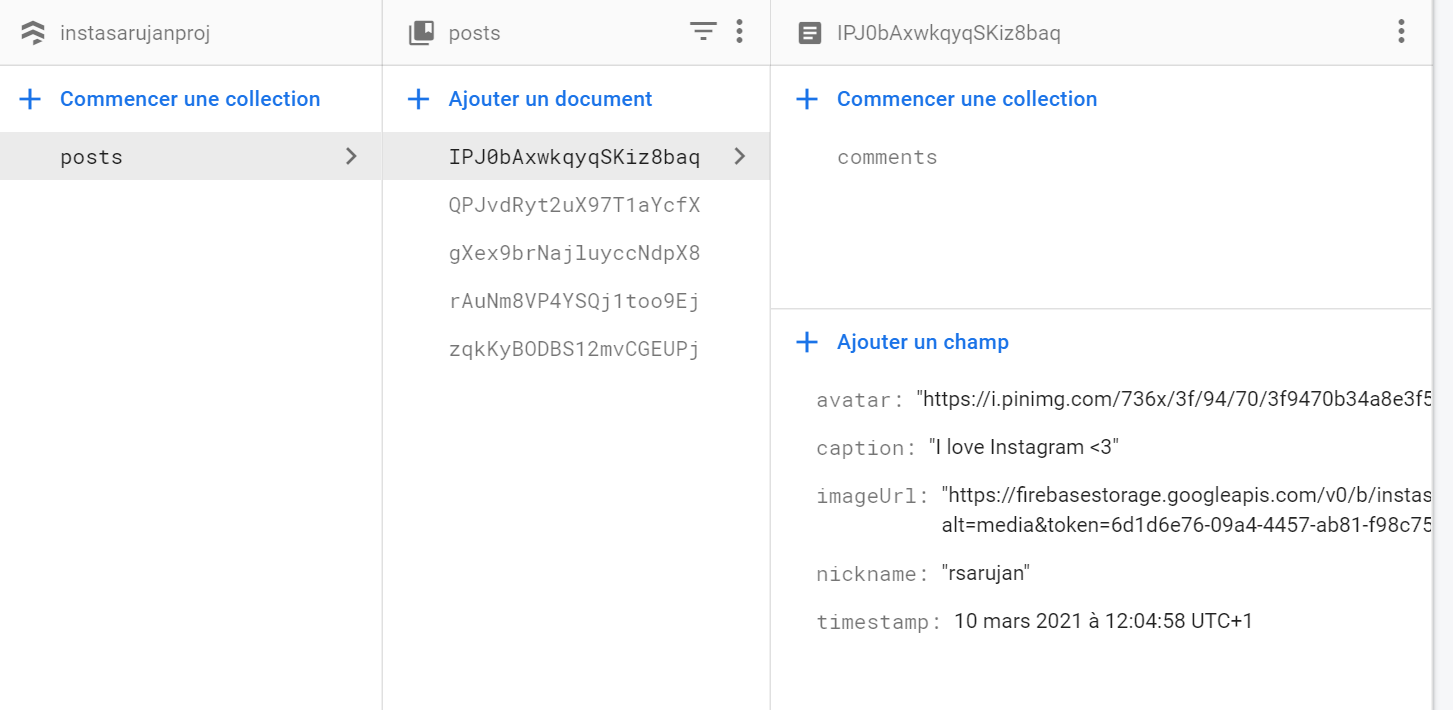 instasarujanproj
posts
IPJ0bAxwkqyqSKiz8baq
Commencer une collection
Ajouter un document
Commencer une collection
posts
IPJ0bAxwkqyqSKiz8baq
comments
QPJvdRyt2uX97T1aYcfX
gXex9brNajluyccNdpX8
rAuNm8VP4YSQj1too9Ej
zqkKyBODBS12mvCGEUPj
Ajouter un champ
avatar: "https://i.pinimg.com/736x/3f/94/70/3f9470b34a8e3f5
caption: "I love Instagram <3"
imageUrl: "https://firebasestorage.googleapis.com/v0/b/instas
alt=media&token=6d1d6e76-09a4-4457-ab81-f98c75
nickname: "rsarujan"
timestamp: 10 mars 2021 à 12:04:58 UTC+1